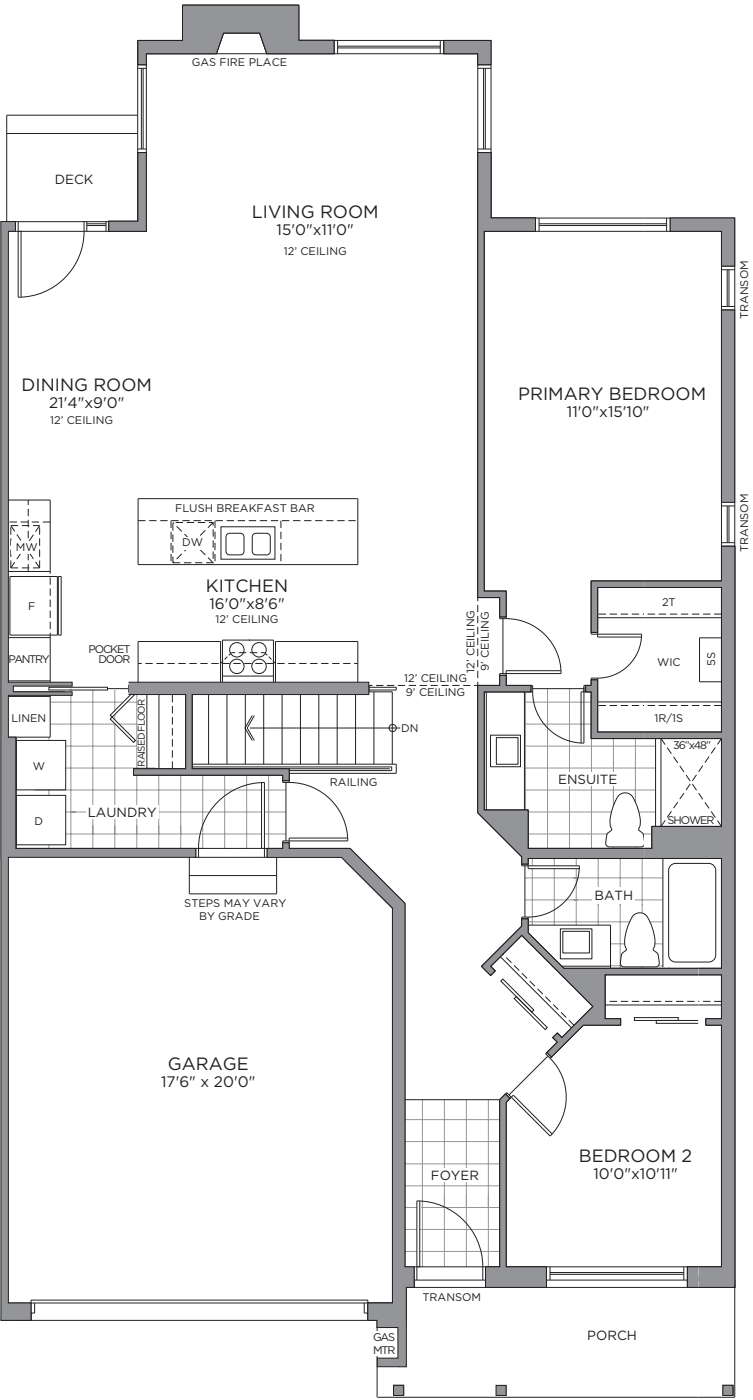 GAS FIRE PLACE
DECK
LIVING ROOM
15'0"x11'0"
12' CEILING
TRANSOM
DINING ROOM
21'4"x9'0"
12' CEILING
PRIMARY BEDROOM
11'0"x15'10"
TRANSOM
FLUSH BREAKFAST BAR
MW
DW
F
KITCHEN
16'0"x8'6"
12' CEILING
12' CEILING
9' CEILING
2T
PANTRY
POCKET
DOOR
WIC
5S
12' CEILING
9' CEILING
LINEN
RAISED FLOOR
DN
1R/1S
W
RAILING
ENSUITE
36"x48"
SHOWER
D
LAUNDRY
STEPS MAY VARY
BY GRADE
BATH
GARAGE
17'6" x 20'0"
BEDROOM 2
10'0"x10'11"
FOYER
TRANSOM
GAS
MTR
PORCH